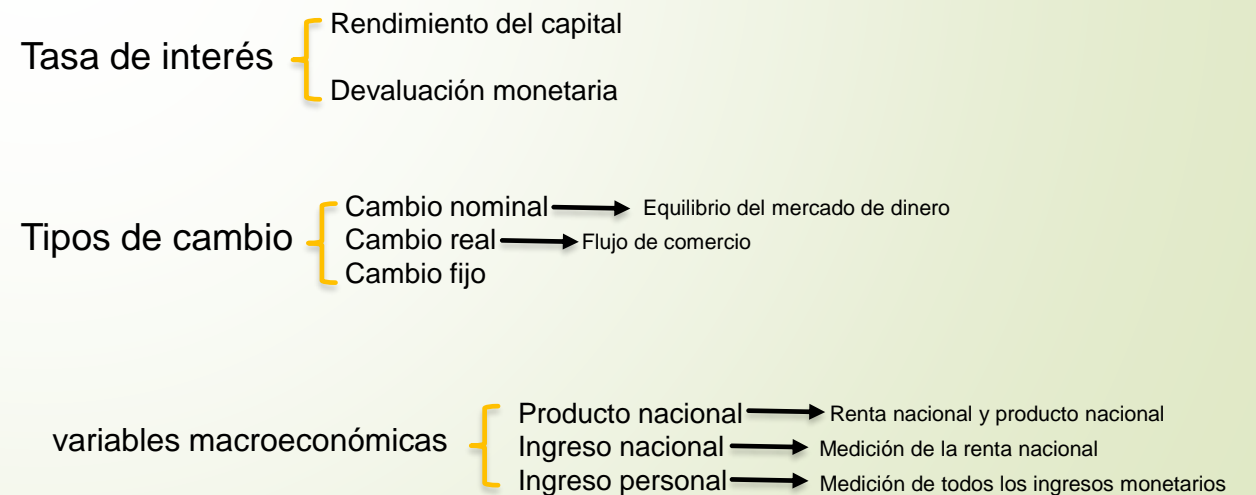 Rendimiento del capital
Tasa de interés
Devaluación monetaria
Cambio nominal Equilibrio del mercado de dinero
Tipos de cambio Cambio real Flujo de comercio
Cambio fijo
Producto nacional Renta nacional y producto nacional
variables macroeconómicas Ingreso nacional Medición de la renta nacional
Ingreso personal Medición de todos los ingresos monetarios